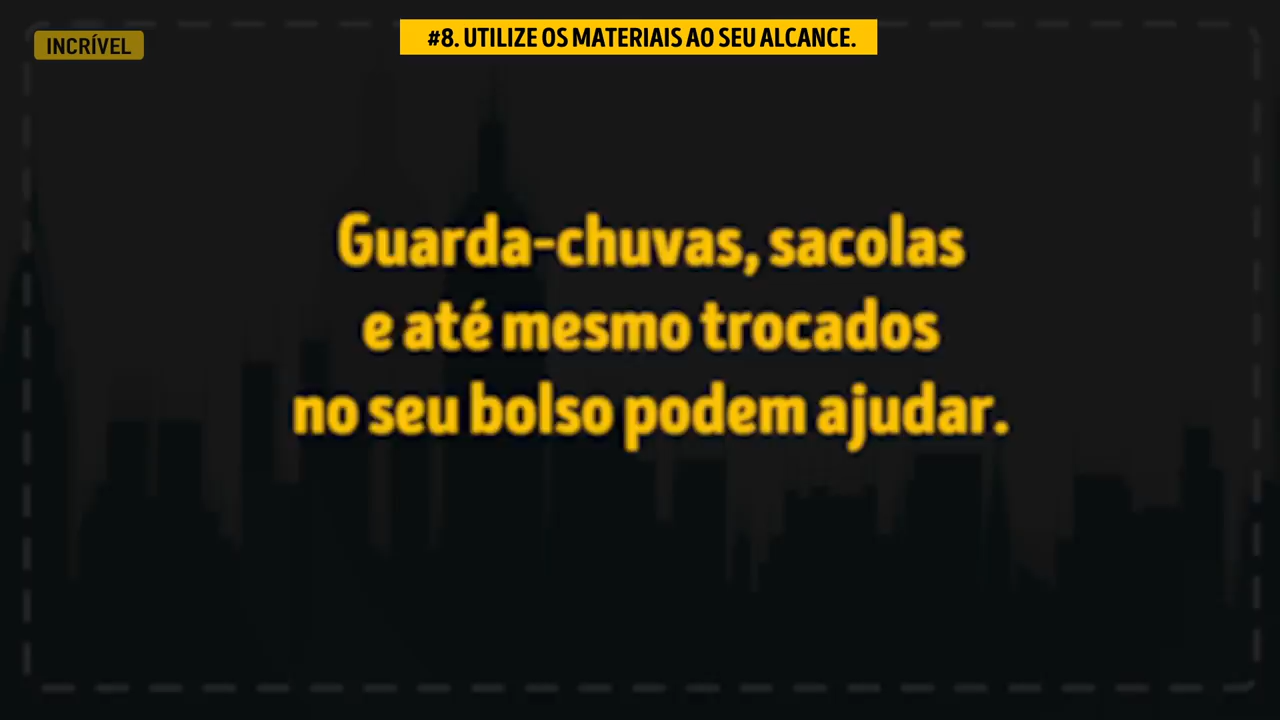 INCRÍVEL
#8. UTILIZE OS MATERIAIS AO SEU ALCANCE.
Guarda-chuvas, sacolas
e até mesmo trocados
no seu bolso podem ajudar.